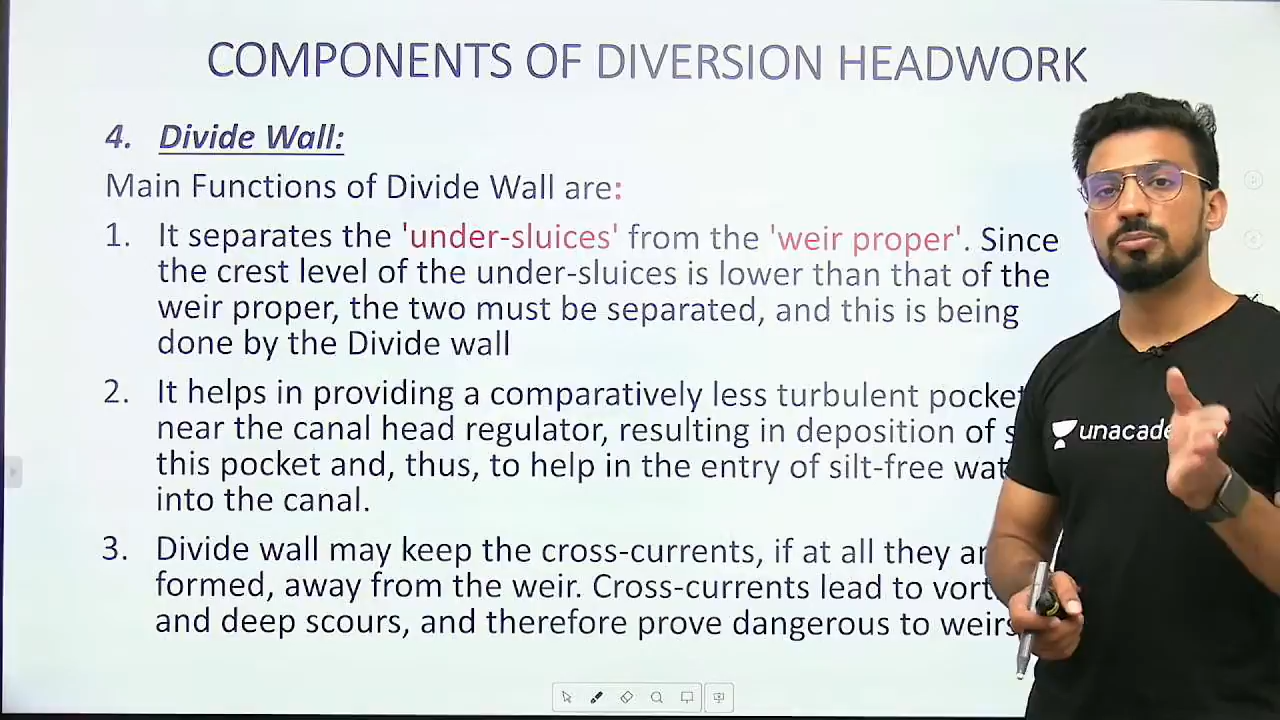 COMPONENTS OF DIVERSION HEADWORK
4. Divide Wall:
Main Functions of Divide Wall are:
1. It separates the 'under-sluices' from the 'weir proper'. Since
the crest level of the under-sluices is lower than that of the
weir proper, the two must be separated, and this is being
done by the Divide wall
2. It helps in providing a comparatively less turbulent pocket
near the canal head regulator, resulting in deposition of
this pocket and, thus, to help in the entry of silt-free
into the canal.
3. Divide wall may keep the cross-currents, if at all they
formed, away from the weir. Cross-currents lead to
and deep scours, and therefore prove dangerous to weirs